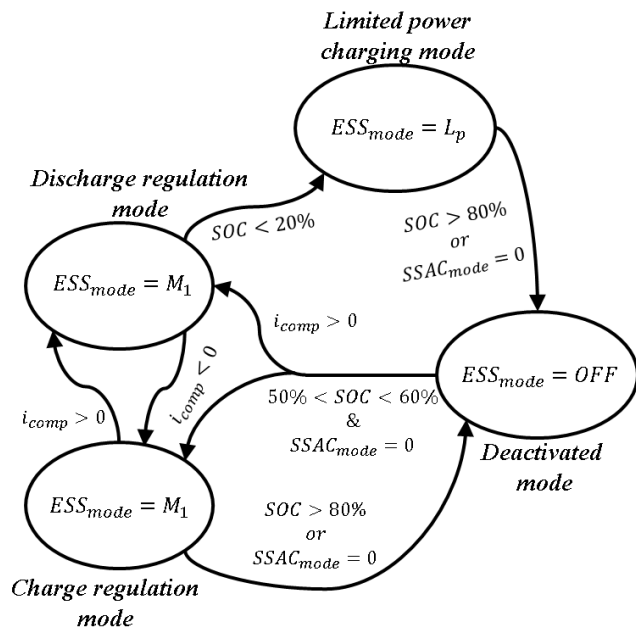 Limited power
charging mode
ESS_mode = L_p
Discharge regulation
mode
SOC < 20%
SOC > 80%
or
SSAC_mode = 0
ESS_mode = M_1
i_comp > 0
ESS_mode = OFF
i_comp < 0
i_comp > 0
50% < SOC < 60%
&
SSAC_mode = 0
Deactivated
mode
ESS_mode = M_1
SOC > 80%
or
SSAC_mode = 0
Charge regulation
mode